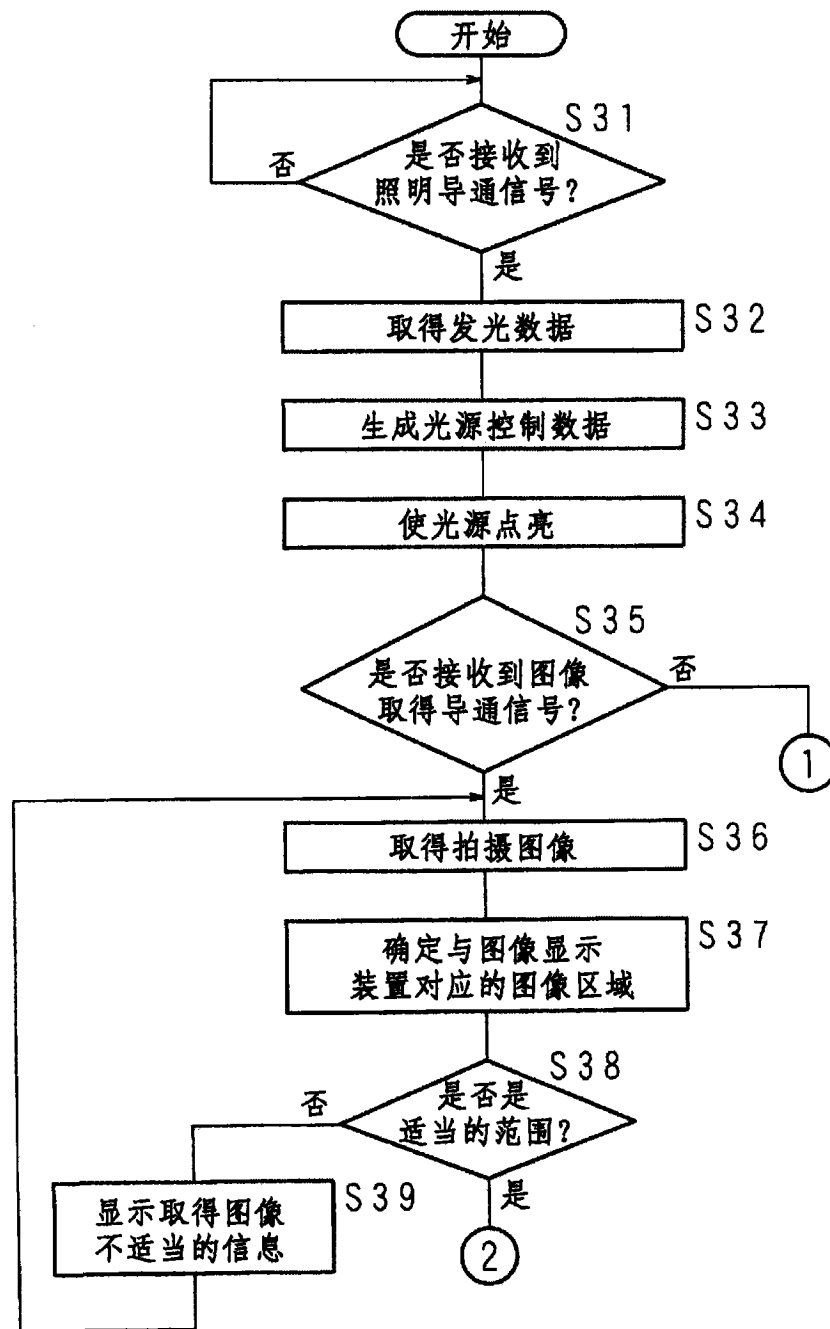 开始
S31
是否接收到
照明导通信号?
否
是
取得发光数据
S32
生成光源控制数据
S33
使光源点亮
S34
S35
是否接收到图像
取得导通信号?
否
1
是
取得拍摄图像
S36
确定与图像显示
装置对应的图像区域
S37
S38
是否是
适当的范围?
否
是
显示取得图像
不适当的信息
S39
2